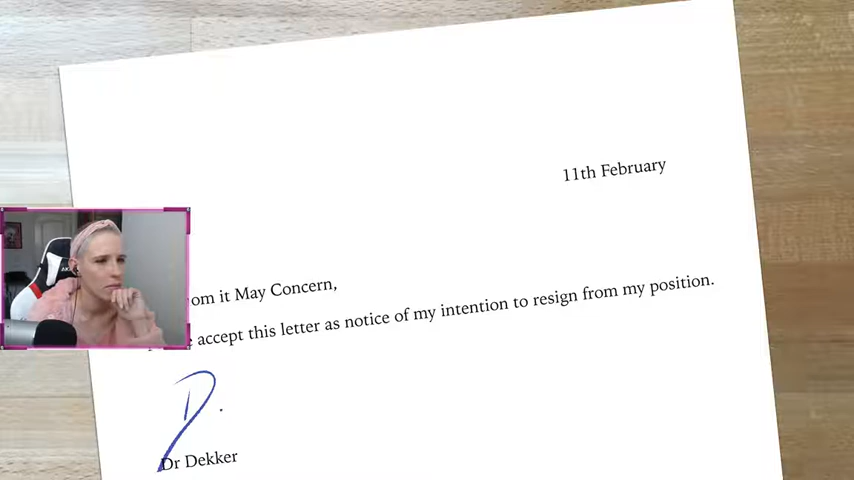 11th February
om it May Concern,
accept this letter as notice of my intention to resign from my position.
D.
Dr Dekker